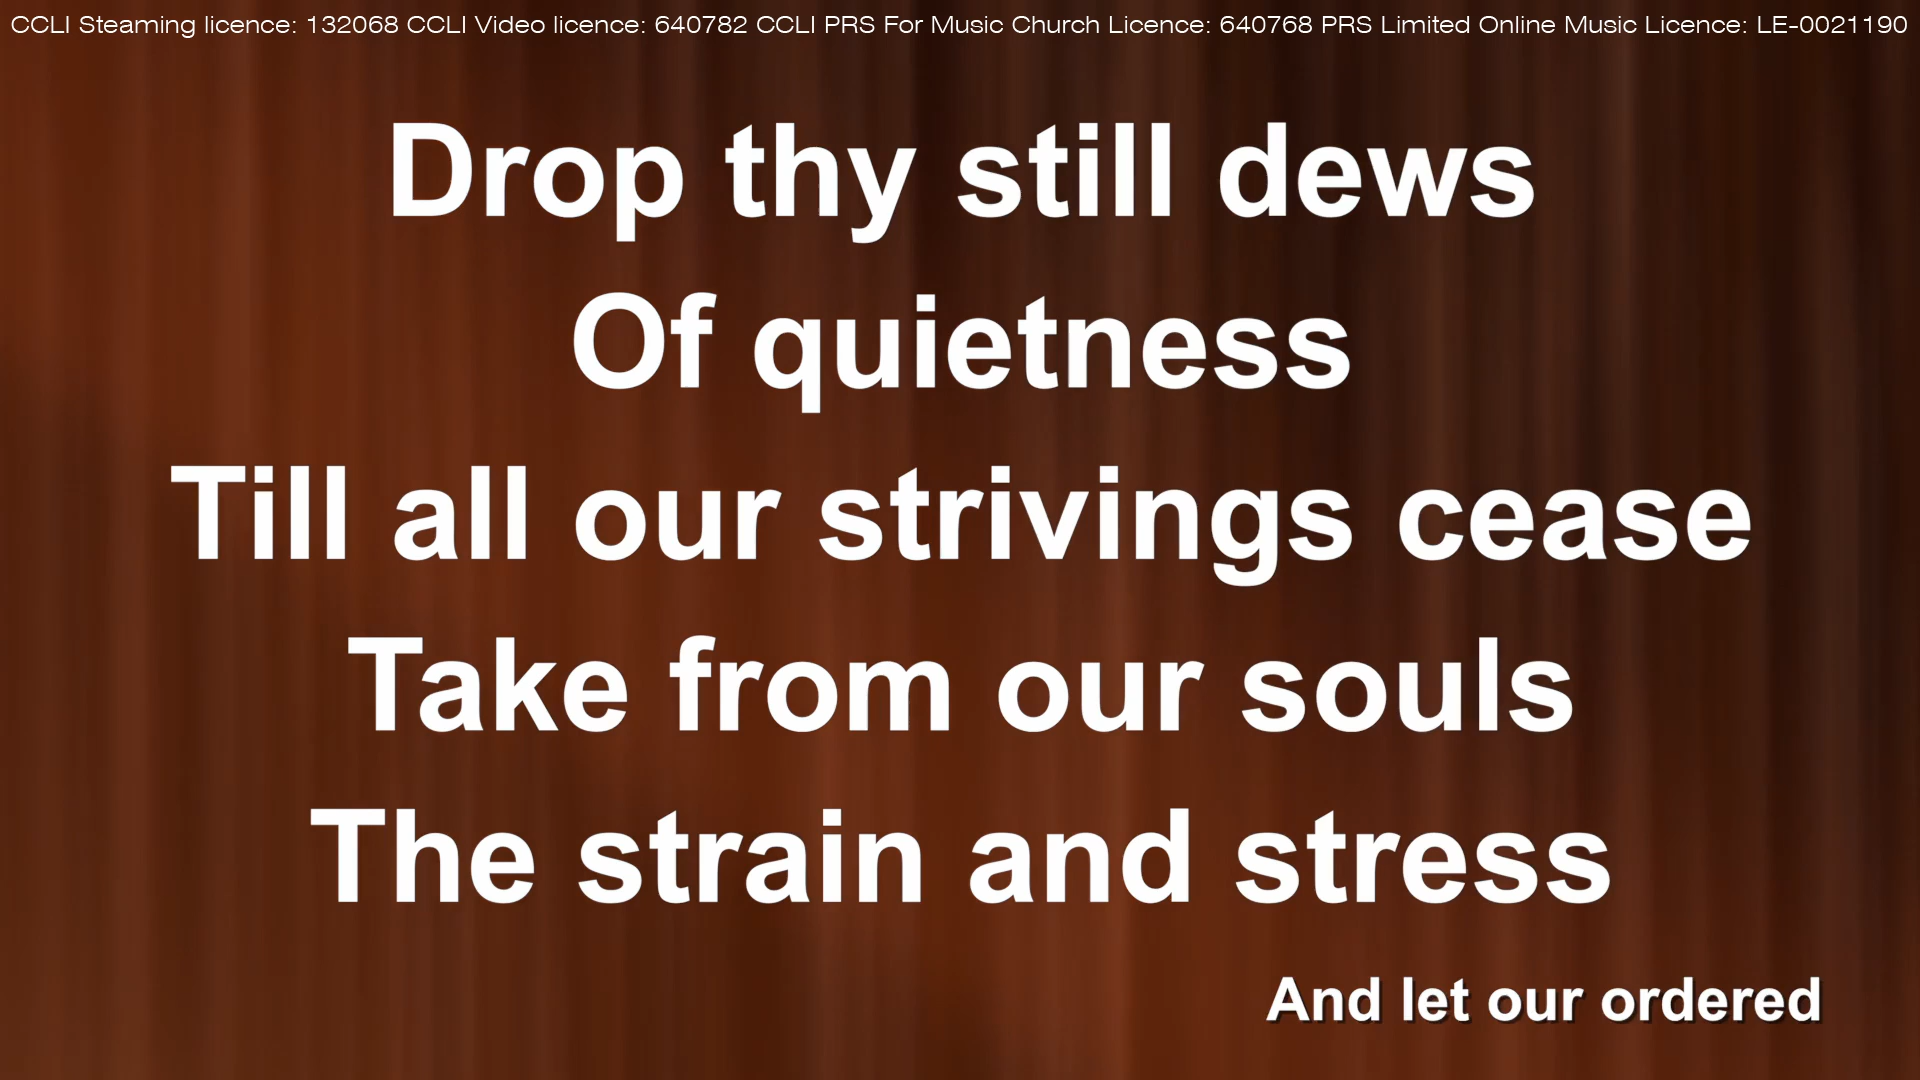 CCLI Steaming licence: 132068 CCLI Video licence: 640782 CCLI PRS For Music Church Licence: 640768 PRS Limited Online Music Licence: LE-0021190
Drop thy still dews
Of quietness
Till all our strivings cease
Take from our souls
The strain and stress
And let our ordered